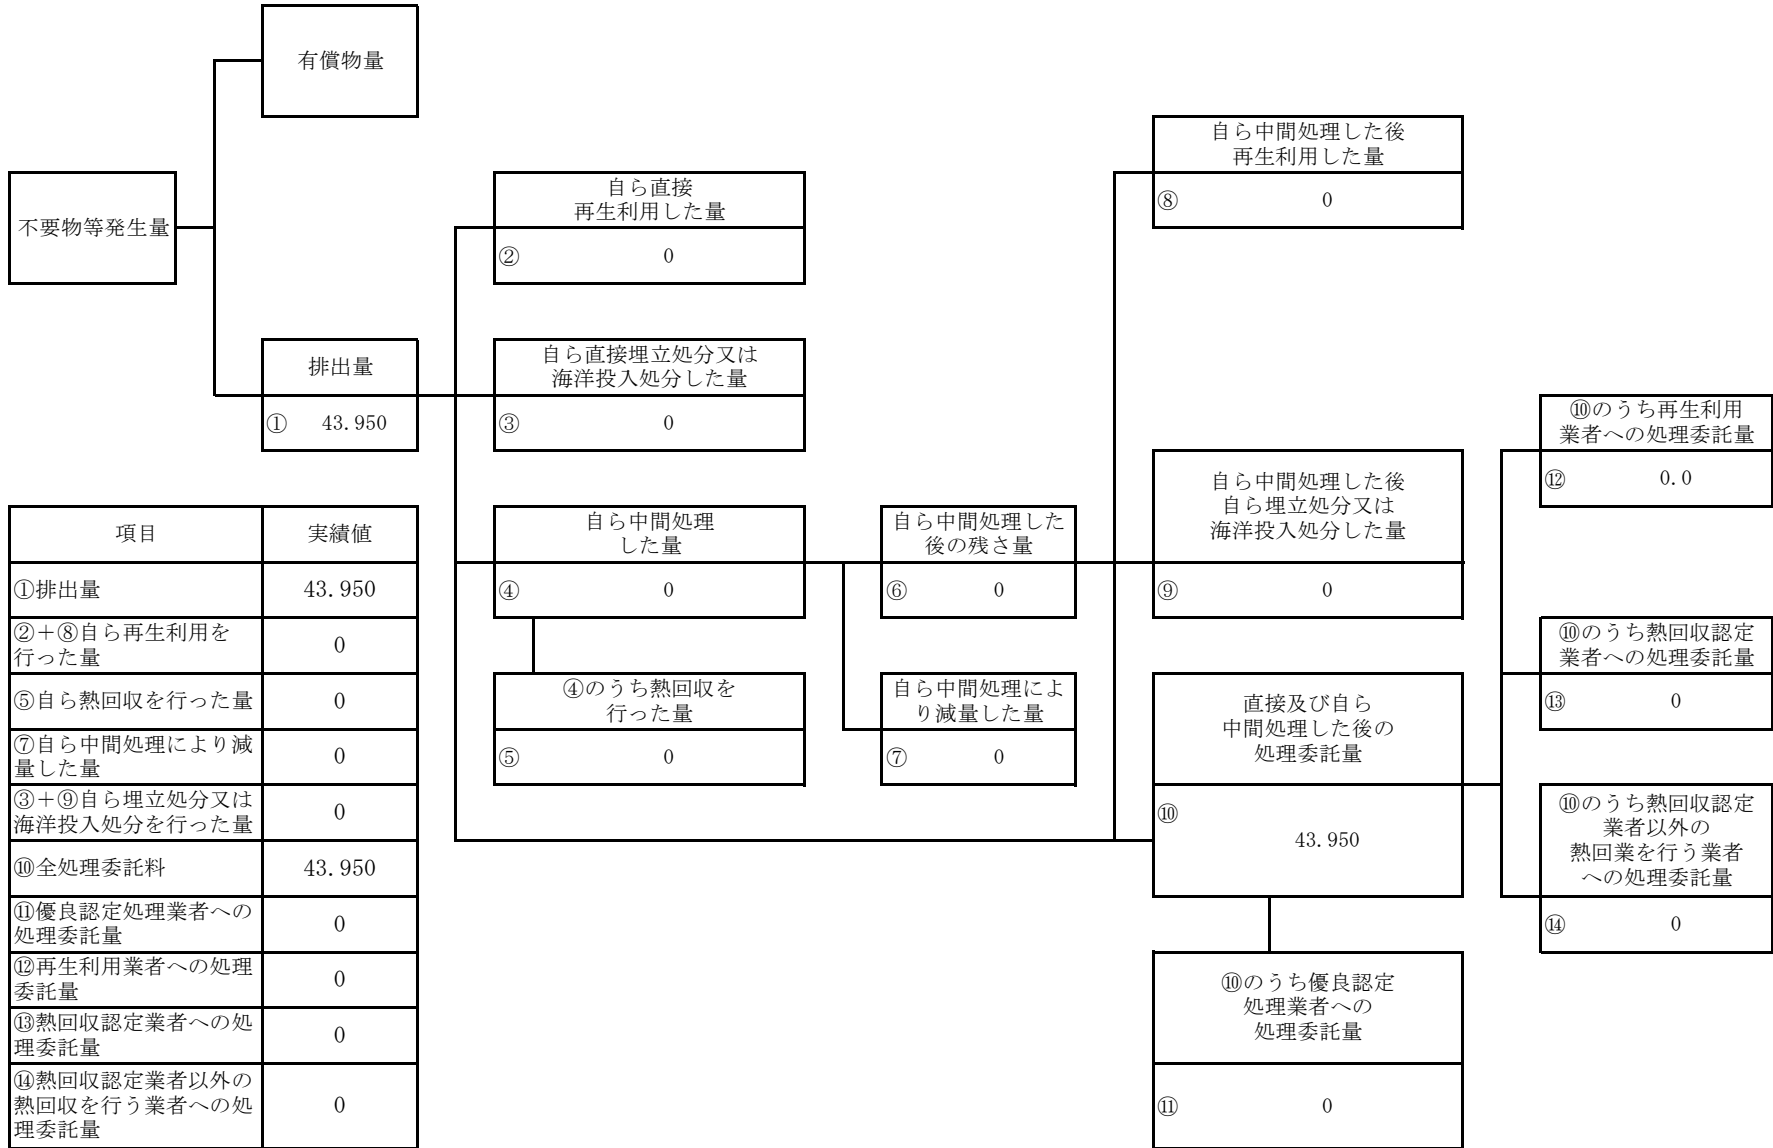 有償物量
不要物等発生量
排出量
① 43.950
自ら直接
再生利用した量
② 0
自ら直接埋立処分又は
海洋投入処分した量
③ 0
自ら中間処理
した量
④ 0
④のうち熱回収を
行った量
⑤ 0
自ら中間処理した
後の残さ量
⑥ 0
自ら中間処理によ
り減量した量
⑦ 0
自ら中間処理した後
再生利用した量
⑧ 0
自ら中間処理した後
自ら埋立処分又は
海洋投入処分した量
⑨ 0
直接及び自ら
中間処理した後の
処理委託量
⑩
43.950
⑩のうち優良認定
処理業者への
処理委託量
⑪ 0
⑩のうち再生利用
業者への処理委託量
⑫ 0.0
⑩のうち熱回収認定
業者への処理委託量
⑬ 0
⑩のうち熱回収認定
業者以外の
熱回業を行う業者
への処理委託量
⑭ 0
項目 実績値
①排出量 43.950
②+⑧自ら再生利用を
行った量 0
⑤自ら熱回収を行った量 0
⑦自ら中間処理により減
量した量 0
③+⑨自ら埋立処分又は
海洋投入処分を行った量 0
⑩全処理委託料 43.950
⑪優良認定処理業者への
処理委託量 0
⑫再生利用業者への処理
委託量 0
⑬熱回収認定業者への処
理委託量 0
⑭熱回収認定業者以外の
熱回収を行う業者への処 0
理委託量